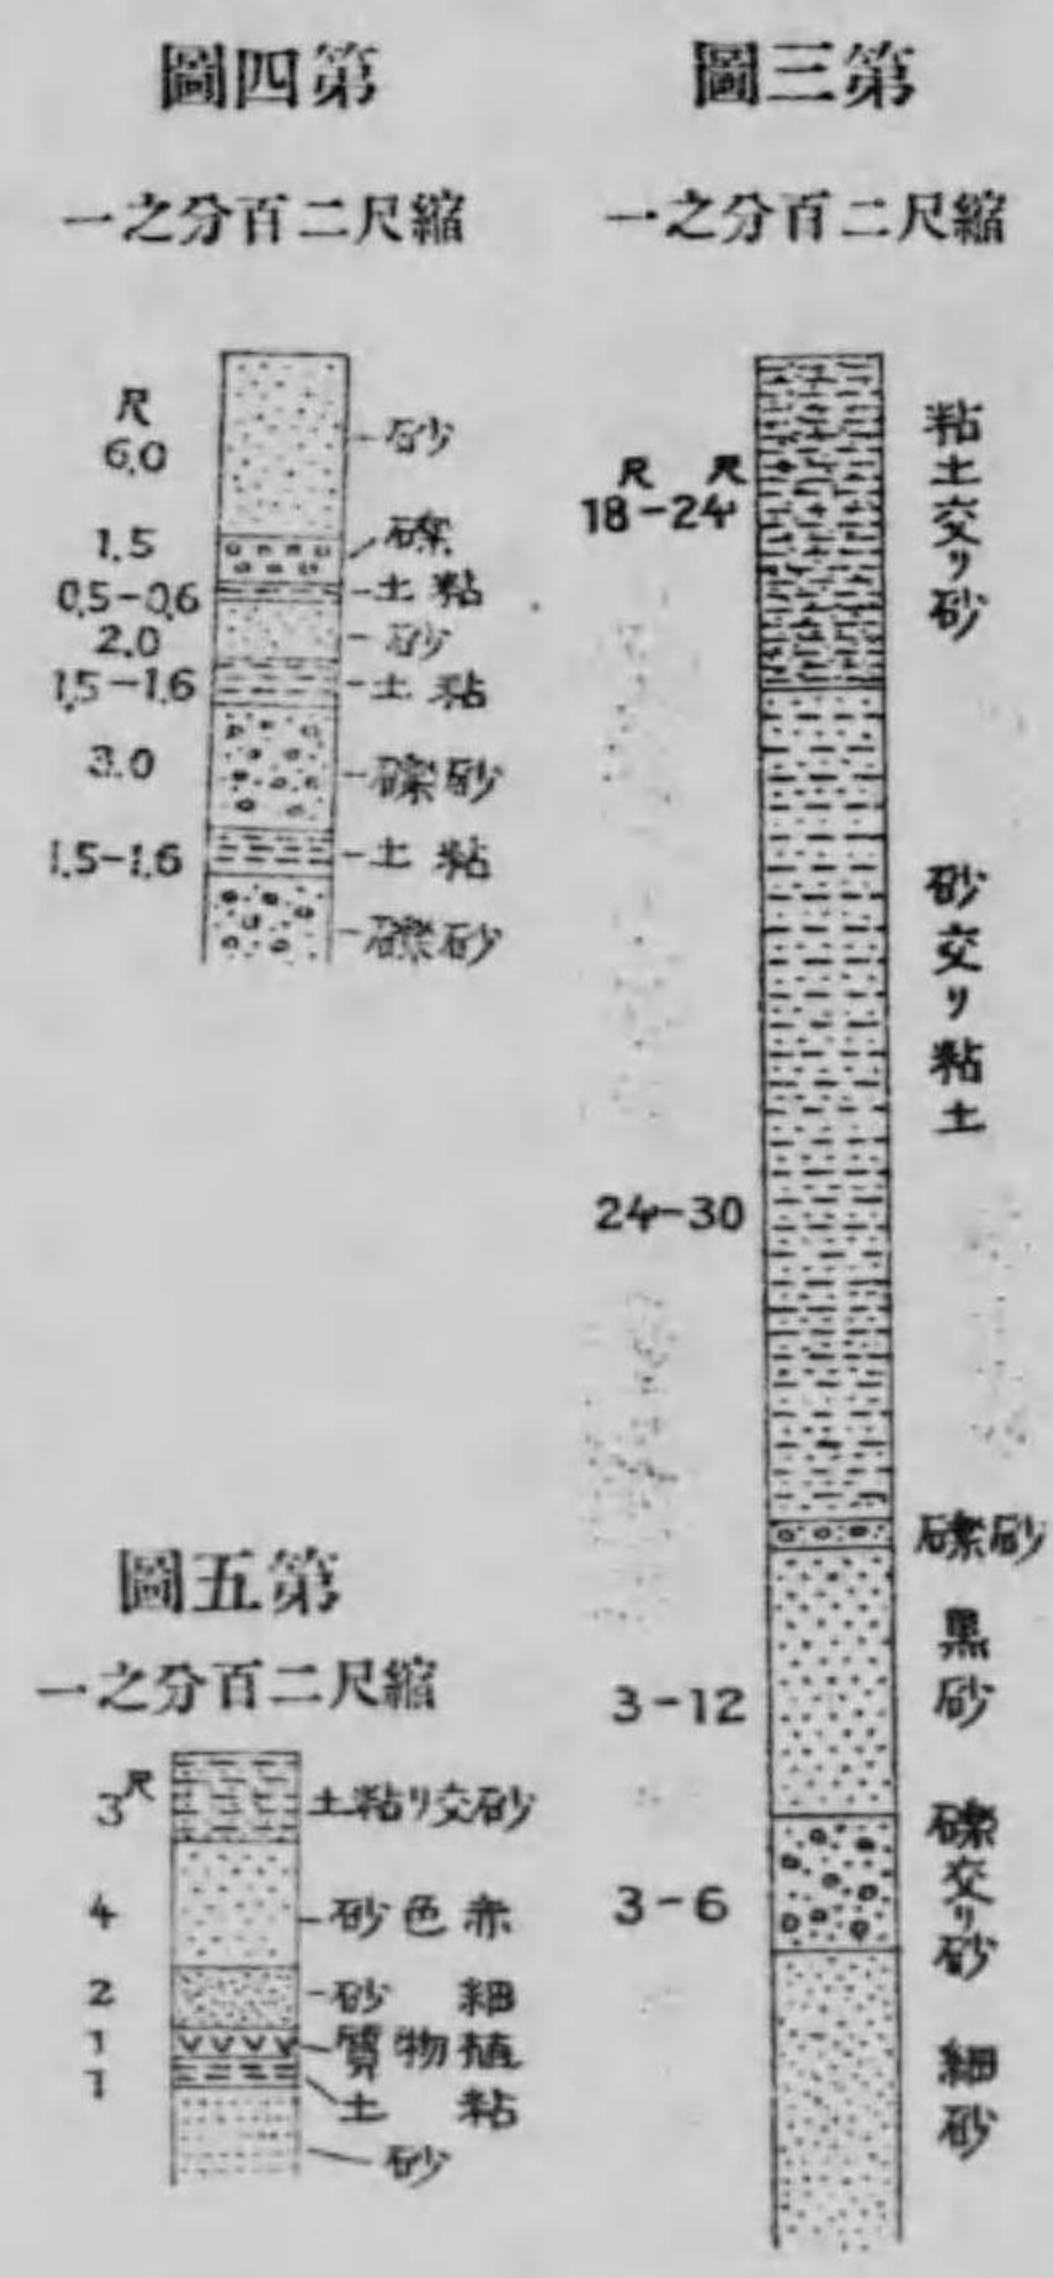 第三圖
縮尺二百分之一
尺 尺
18-24
粘土交リ砂
砂交リ粘土
24-30
礫砂
黒砂
3-12
礫交リ砂
3-6
細砂
第四圖
縮尺二百分之一
尺
6.0
砂
1.5
礫
0.5-0.6
粘土
2.0
砂
1.5-1.6
粘土
3.0
砂礫
1.5-1.6
粘土
砂礫
第五圖
縮尺二百分之一
3尺
砂交リ粘土
4
赤色砂
2
細砂
1
植物質
1
粘土
砂